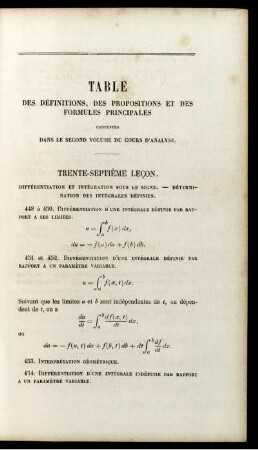 TABLE
DES DÉFINITIONS, DES PROPOSITIONS ET DES
FORMULES PRINCIPALES
CONTENUES
DANS LE SECOND VOLUME DU COURS D'ANALYSE.
TRENTE-SEPTIÈME LEÇON.
DIFFÉRENTIATION ET INTÉGRATION SOUS LE SIGNE. — DÉTERMI-
NATION DES INTÉGRALES DÉFINIES.
448 à 450. DIFFÉRENTIATION D'UNE INTÉGRALE DÉFINIE PAR RAP-
PORT A SES LIMITES.
u = ∫_a^b f(x) dx,
du = − f(a) da + f(b) db.
451 et 452. DIFFÉRENTIATION D'UNE INTÉGRALE DÉFINIE PAR
RAPPORT A UN PARAMÈTRE VARIABLE.
u = ∫_a^b f(x, t) dx.
Suivant que les limites a et b sont indépendantes de t, ou dépen-
dent de t, on a
du/dt = ∫_a^b df(x, t)/dt dx,
ou
du = − f(a, t) da + f(b, t) db + dt ∫_a^b df/dt dx.
453. INTERPRÉTATION GÉOMÉTRIQUE.
454. DIFFÉRENTIATION D'UNE INTÉGRALE INDÉFINIE PAR RAPPORT
A UN PARAMÈTRE VARIABLE.